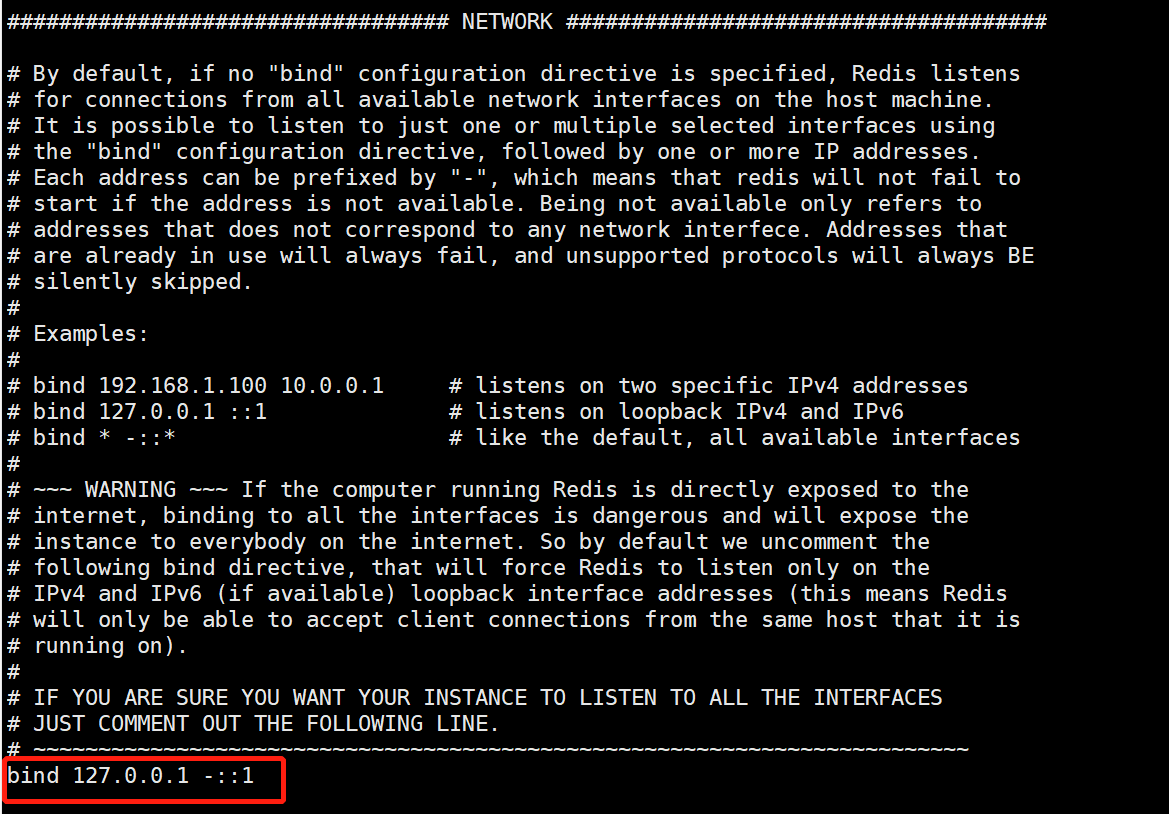 ################################## NETWORK #####################################

# By default, if no "bind" configuration directive is specified, Redis listens
# for connections from all available network interfaces on the host machine.
# It is possible to listen to just one or multiple selected interfaces using
# the "bind" configuration directive, followed by one or more IP addresses.
# Each address can be prefixed by "-", which means that redis will not fail to
# start if the address is not available. Being not available only refers to
# addresses that does not correspond to any network interfece. Addresses that
# are already in use will always fail, and unsupported protocols will always BE
# silently skipped.
#
# Examples:
#
# bind 192.168.1.100 10.0.0.1     # listens on two specific IPv4 addresses
# bind 127.0.0.1 ::1              # listens on loopback IPv4 and IPv6
# bind * -::*                     # like the default, all available interfaces
#
# ~~~ WARNING ~~~ If the computer running Redis is directly exposed to the
# internet, binding to all the interfaces is dangerous and will expose the
# instance to everybody on the internet. So by default we uncomment the
# following bind directive, that will force Redis to listen only on the
# IPv4 and IPv6 (if available) loopback interface addresses (this means Redis
# will only be able to accept client connections from the same host that it is
# running on).
#
# IF YOU ARE SURE YOU WANT YOUR INSTANCE TO LISTEN TO ALL THE INTERFACES
# JUST COMMENT OUT THE FOLLOWING LINE.
# ~~~~~~~~~~~~~~~~~~~~~~~~~~~~~~~~~~~~~~~~~~~~~~~~~~~~~~~~~~~~~~~~~~~~~~~~
bind 127.0.0.1 -::1